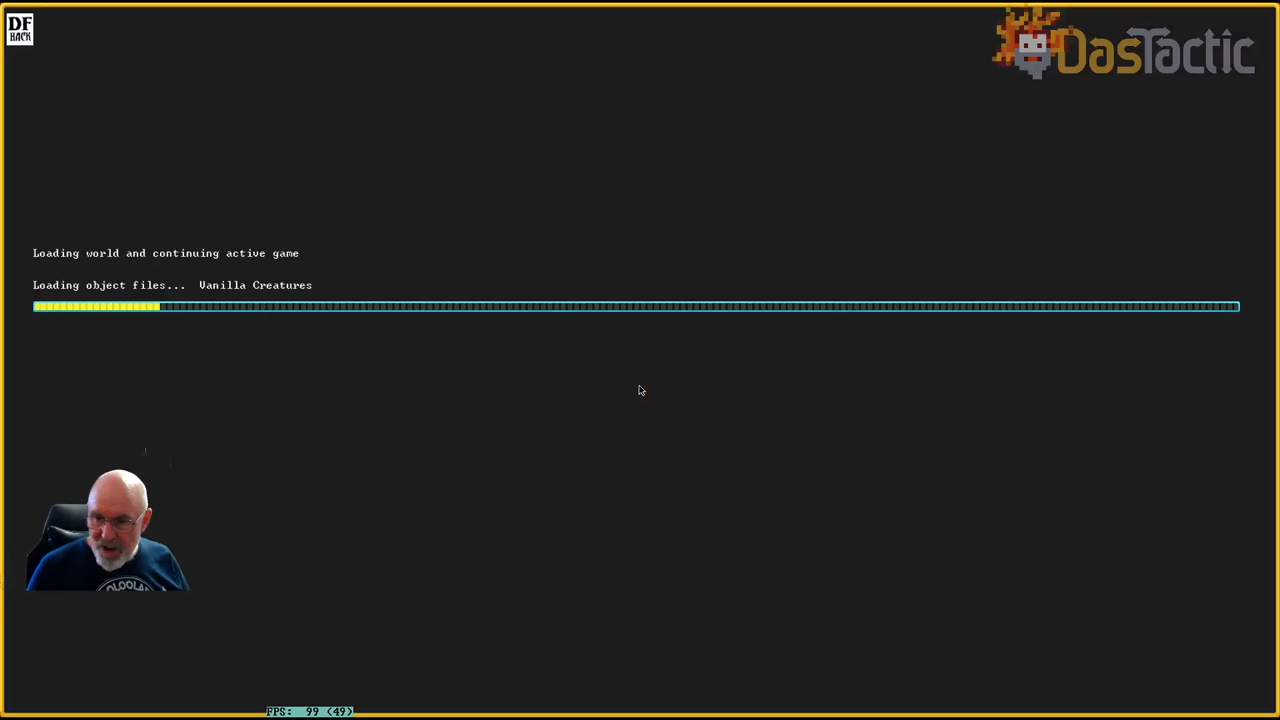 DF
HACK
DasTactic
Loading world and continuing active game
Loading object files... Vanilla Creatures
FPS: 99 (49)